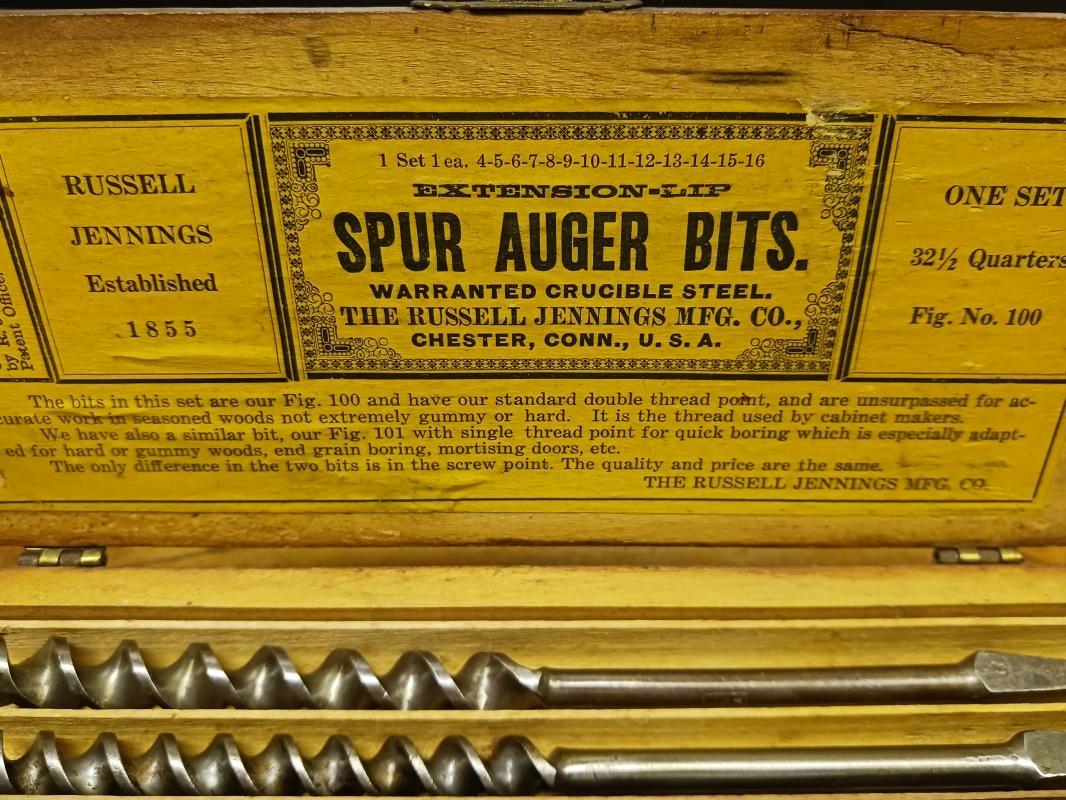 by R.
Patent Office.
RUSSELL
JENNINGS
Established
1855
1 Set 1 ea. 4-5-6-7-8-9-10-11-12-13-14-15-16
EXTENSION-LIP
SPUR AUGER BITS.
WARRANTED CRUCIBLE STEEL.
THE RUSSELL JENNINGS MFG. CO.,
CHESTER, CONN., U. S. A.
ONE SET
32½ Quarters
Fig. No. 100
The bits in this set are our Fig. 100 and have our standard double thread point, and are unsurpassed for ac-
curate work in seasoned woods not extremely gummy or hard. It is the thread used by cabinet makers.
We have also a similar bit, our Fig. 101 with single thread point for quick boring which is especially adapt-
ed for hard or gummy woods, end grain boring, mortising doors, etc.
The only difference in the two bits is in the screw point. The quality and price are the same.
THE RUSSELL JENNINGS MFG. CO.